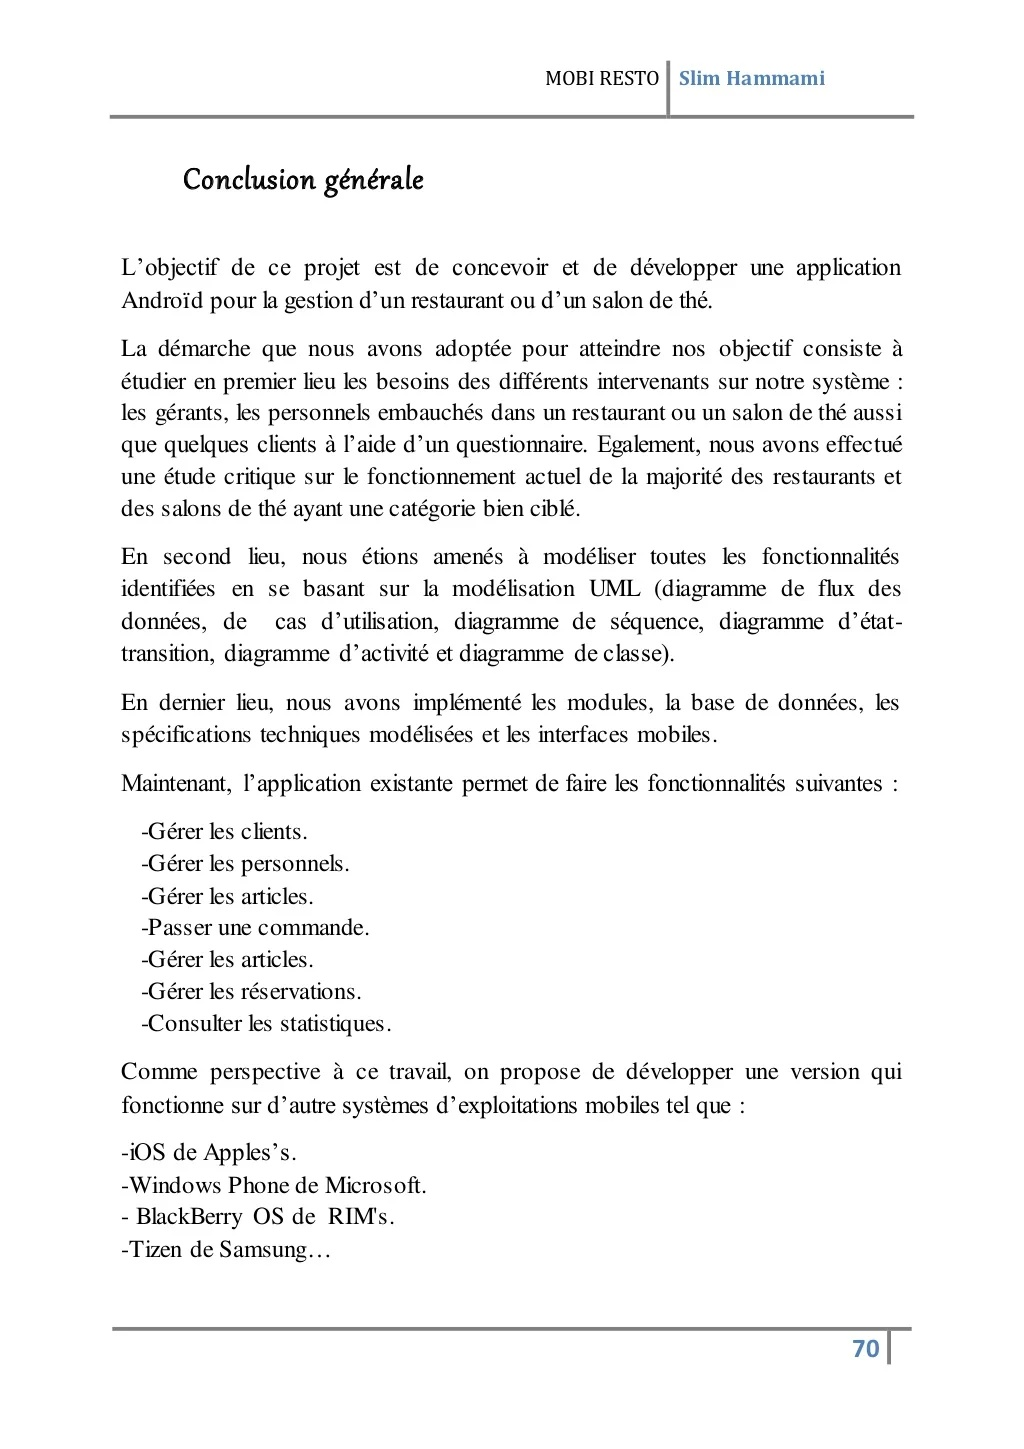 MOBI RESTO Slim Hammami
Conclusion générale
L’objectif de ce projet est de concevoir et de développer une application
Androïd pour la gestion d’un restaurant ou d’un salon de thé.
La démarche que nous avons adoptée pour atteindre nos objectif consiste à
étudier en premier lieu les besoins des différents intervenants sur notre système :
les gérants, les personnels embauchés dans un restaurant ou un salon de thé aussi
que quelques clients à l’aide d’un questionnaire. Egalement, nous avons effectué
une étude critique sur le fonctionnement actuel de la majorité des restaurants et
des salons de thé ayant une catégorie bien ciblé.
En second lieu, nous étions amenés à modéliser toutes les fonctionnalités
identifiées en se basant sur la modélisation UML (diagramme de flux des
données, de cas d’utilisation, diagramme de séquence, diagramme d’état-
transition, diagramme d’activité et diagramme de classe).
En dernier lieu, nous avons implémenté les modules, la base de données, les
spécifications techniques modélisées et les interfaces mobiles.
Maintenant, l’application existante permet de faire les fonctionnalités suivantes :
-Gérer les clients.
-Gérer les personnels.
-Gérer les articles.
-Passer une commande.
-Gérer les articles.
-Gérer les réservations.
-Consulter les statistiques.
Comme perspective à ce travail, on propose de développer une version qui
fonctionne sur d’autre systèmes d’exploitations mobiles tel que :
-iOS de Apples’s.
-Windows Phone de Microsoft.
- BlackBerry OS de RIM's.
-Tizen de Samsung…
70